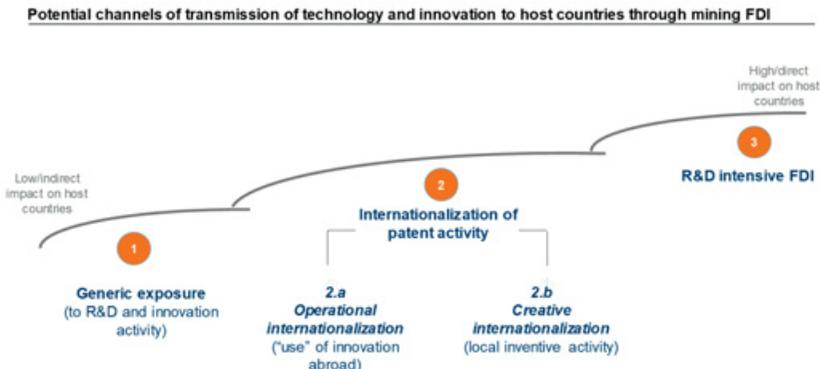 Potential channels of transmission of technology and innovation to host countries through mining FDI
High/direct
impact on host
countries
3
R&D intensive FDI
Low/indirect
impact on host
countries
2
Internationalization of
patent activity
1
Generic exposure
(to R&D and innovation
activity)
2.a
Operational
internationalization
("use" of innovation
abroad)
2.b
Creative
internationalization
(local inventive activity)